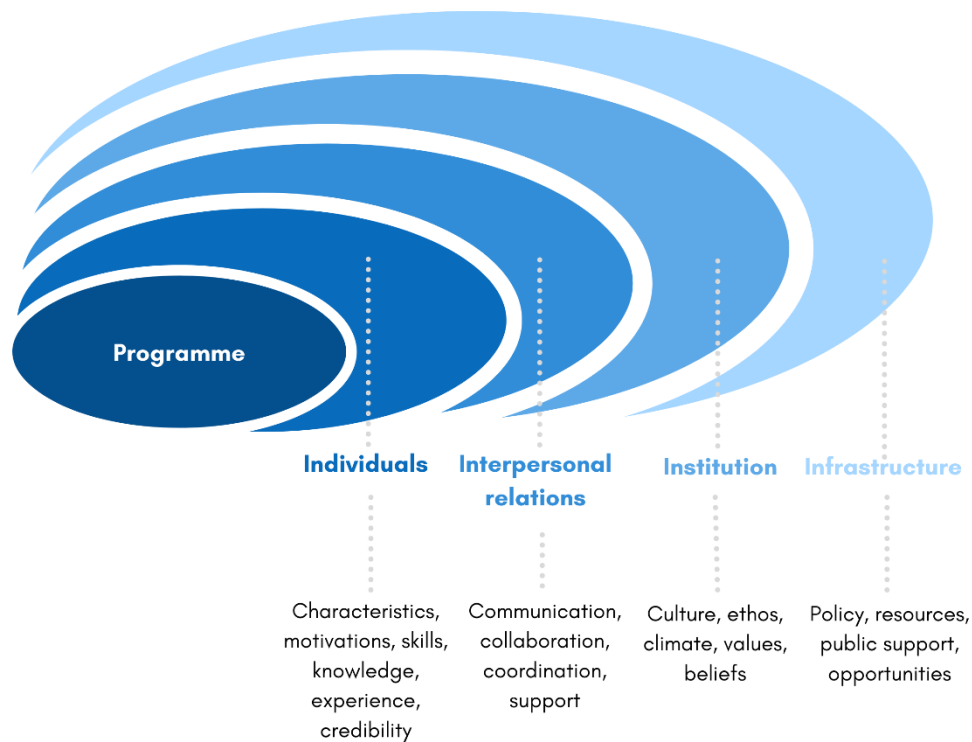 Programme
Individuals
Interpersonal
relations
Institution
Infrastructure
Characteristics,
motivations, skills,
knowledge,
experience,
credibility
Communication,
collaboration,
coordination,
support
Culture, ethos,
climate, values,
beliefs
Policy, resources,
public support,
opportunities